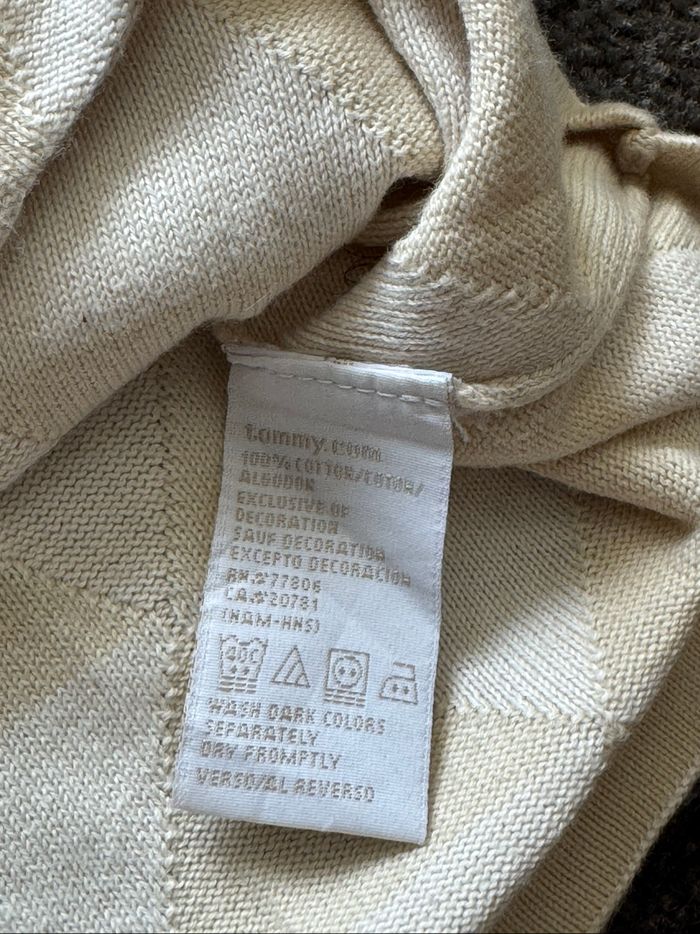 tommy.com
100% COTTON/COTON/
ALGODON
EXCLUSIVE OF
DECORATION
SAUF DECORATION
EXCEPTO DECORACIÓN
RN#77806
CA#20781
(NAM-HNS)
40C
WASH DARK COLORS
SEPARATELY
DRY PROMPTLY
VERSO/AL REVERSO